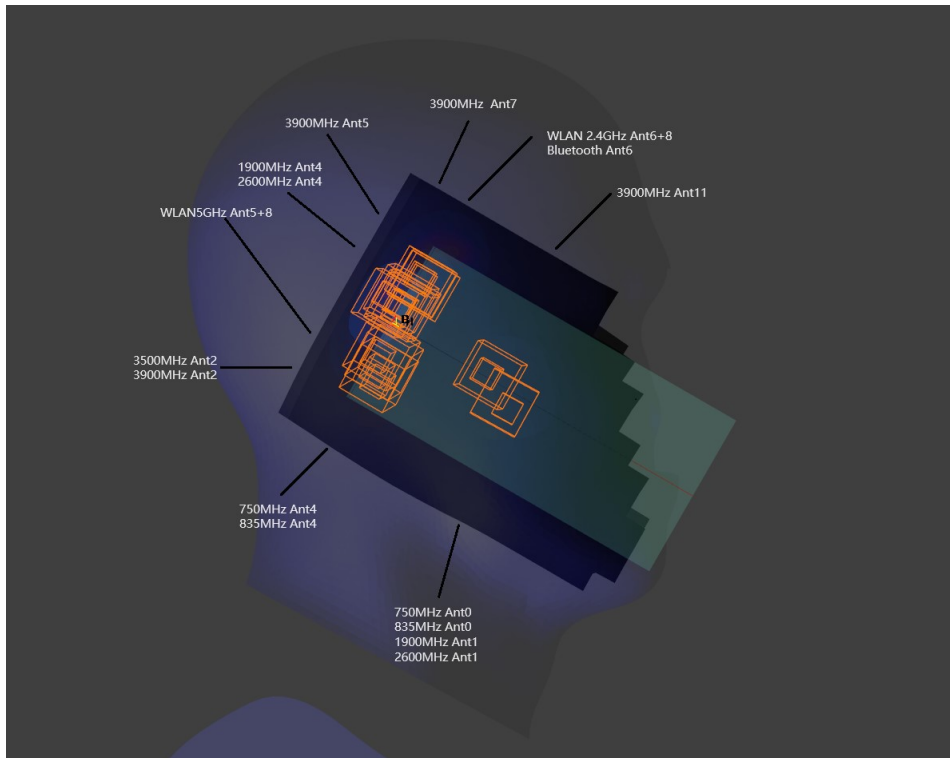 3900MHz  Ant7
3900MHz Ant5
WLAN 2.4GHz Ant6+8
Bluetooth Ant6
1900MHz Ant4
2600MHz Ant4
3900MHz Ant11
WLAN5GHz Ant5+8
3500MHz Ant2
3900MHz Ant2
750MHz Ant4
835MHz Ant4
750MHz Ant0
835MHz Ant0
1900MHz Ant1
2600MHz Ant1